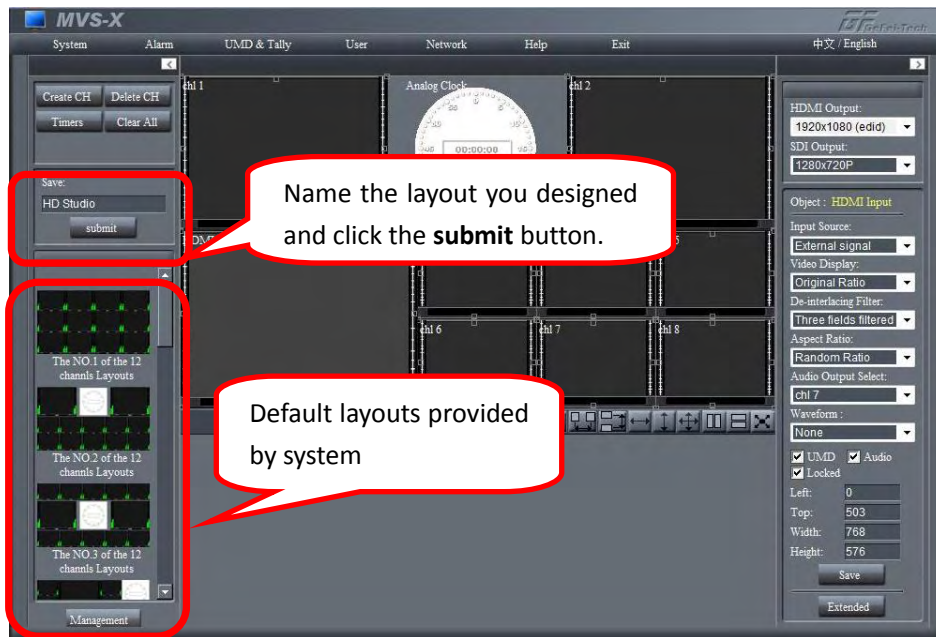 MVS-X
GeFei-Tech
System Alarm UMD & Tally User Network Help Exit 中文 / English
Create CH Delete CH
Timers Clear All
Save:
HD Studio
submit
The NO.1 of the 12
channls Layouts
The NO.2 of the 12
channls Layouts
The NO.3 of the 12
channls Layouts
Management
chl 1
Analog Clock
00:00:00
chl 2
Name the layout you designed
and click the submit button.
chl 6
chl 7
chl 8
Default layouts provided
by system
HDMI Output:
1920x1080 (edid)
SDI Output:
1280x720P
Object : HDMI Input
Input Source:
External signal
Video Display:
Original Ratio
De-interlacing Filter:
Three fields filtered
Aspect Ratio:
Random Ratio
Audio Output Select:
chl 7
Waveform :
None
UMD Audio
Locked
Left: 0
Top: 503
Width: 768
Height: 576
Save
Extended